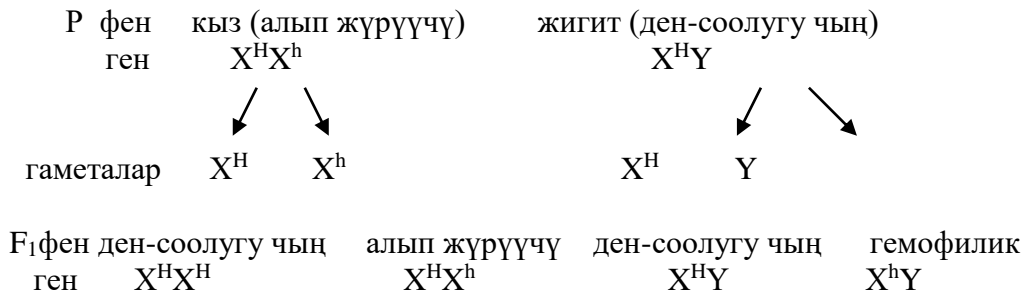 Р фен кыз (алып жүрүүчү) жигит (ден-соолугу чың)
ген XᴴXʰ XᴴY
гаметалар Xᴴ Xʰ Xᴴ Y
F₁фен ден-соолугу чың алып жүрүүчү ден-соолугу чың гемофилик
ген XᴴXᴴ XᴴXʰ XᴴY XʰY